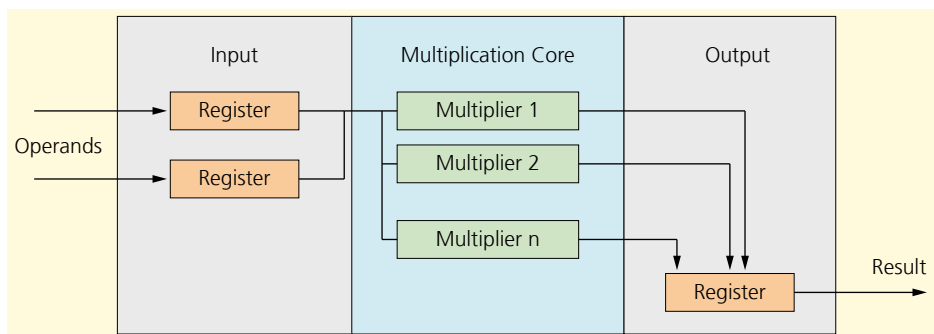 Input
Multiplication Core
Output
Register
Multiplier 1
Operands
Register
Multiplier 2
Multiplier n
Register
Result